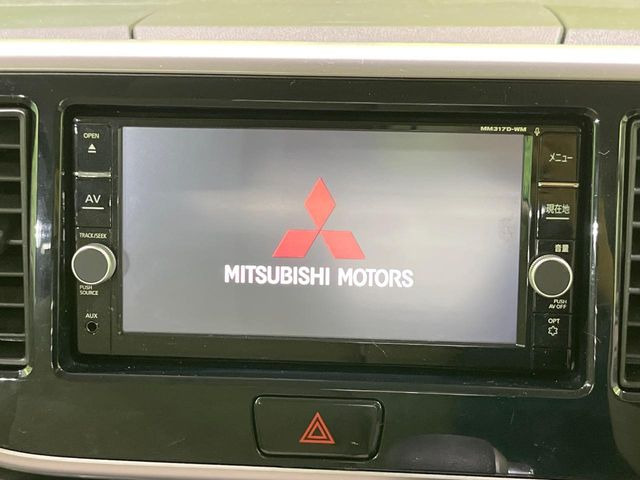 MM317D-WM
OPEN
AV
TRACK/SEEK
PUSH
SOURCE
AUX
MITSUBISHI MOTORS
メニュー
現在地
音量
PUSH
AV OFF
OPT